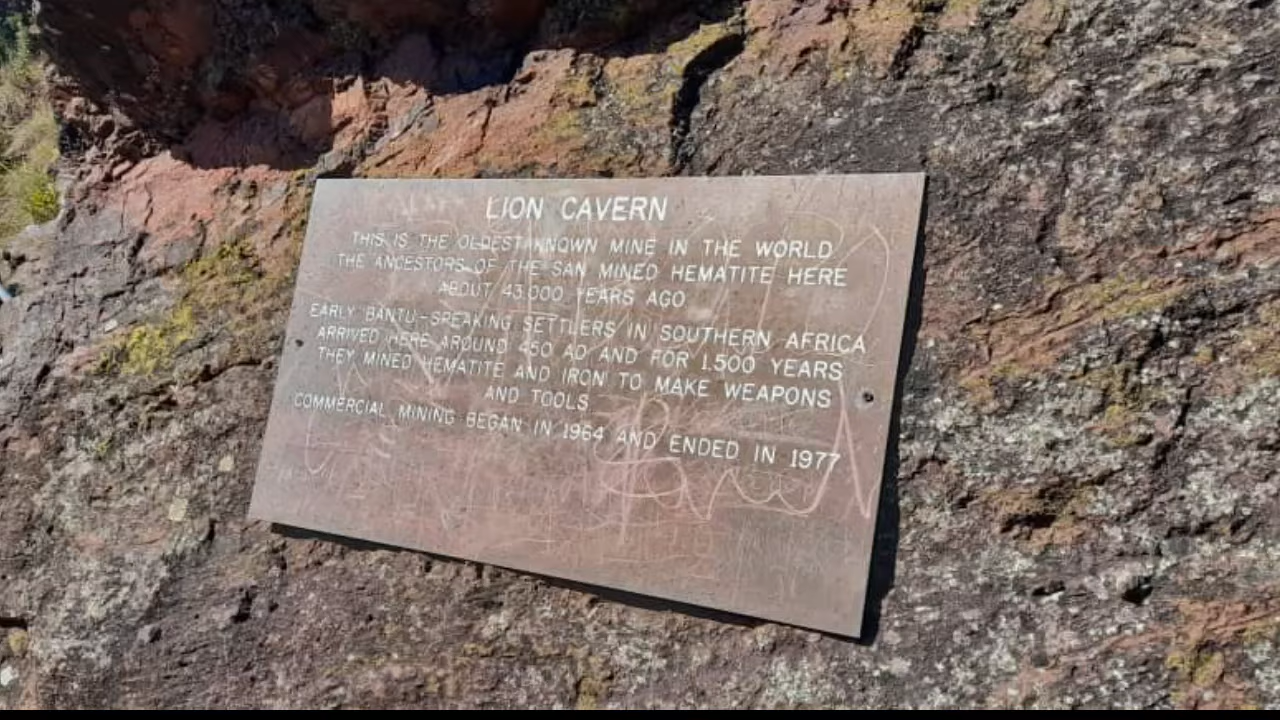 LION CAVERN
THIS IS THE OLDEST KNOWN MINE IN THE WORLD
THE ANCESTORS OF THE SAN MINED HEMATITE HERE
ABOUT 43.000 YEARS AGO
EARLY BANTU-SPEAKING SETTLERS IN SOUTHERN AFRICA
ARRIVED HERE AROUND 450 AD AND FOR 1.500 YEARS
THEY MINED HEMATITE AND IRON TO MAKE WEAPONS
AND TOOLS
COMMERCIAL MINING BEGAN IN 1964 AND ENDED IN 1977